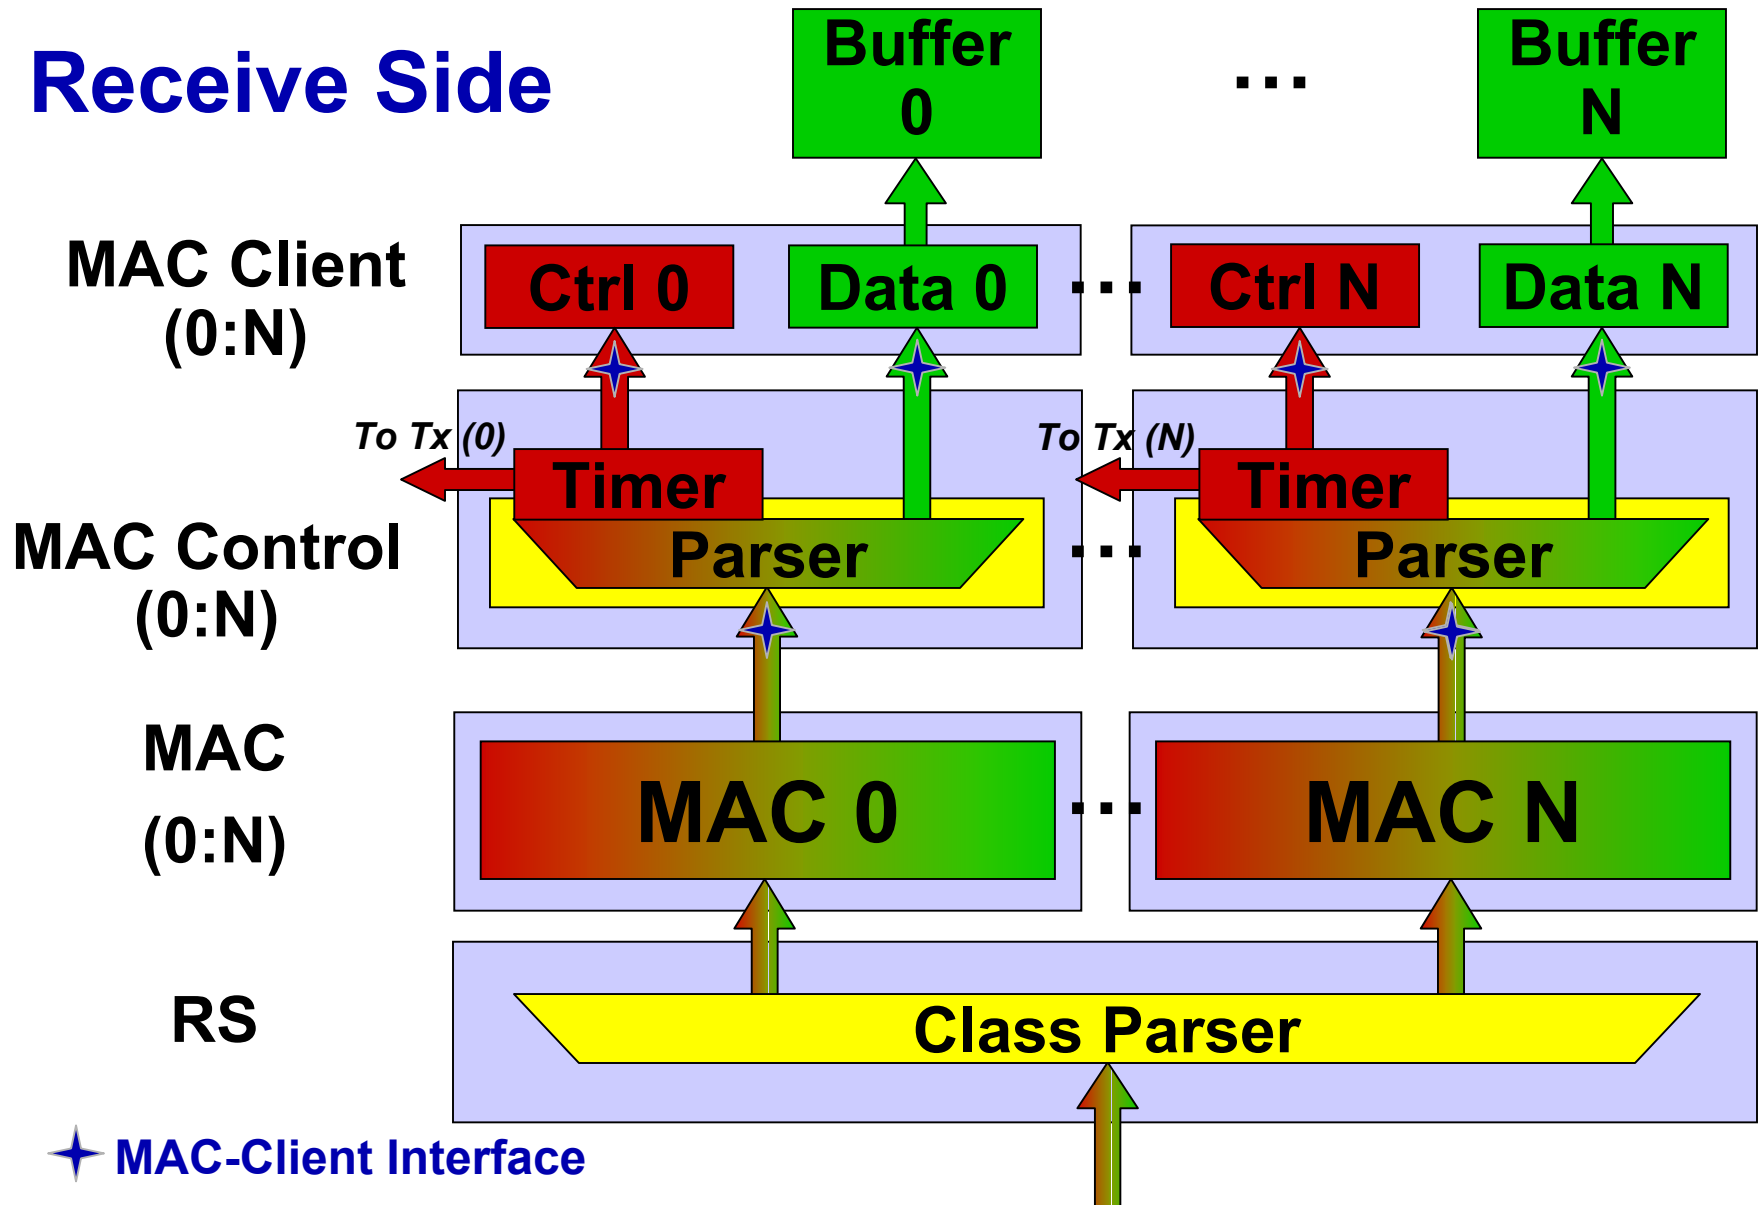 Receive Side
Buffer
0
...
Buffer
N
MAC Client
(0:N)
Ctrl 0
Data 0
...
Ctrl N
Data N
To Tx (0)
To Tx (N)
Timer
Timer
MAC Control
(0:N)
Parser
...
Parser
MAC
(0:N)
MAC 0
...
MAC N
RS
Class Parser
MAC-Client Interface